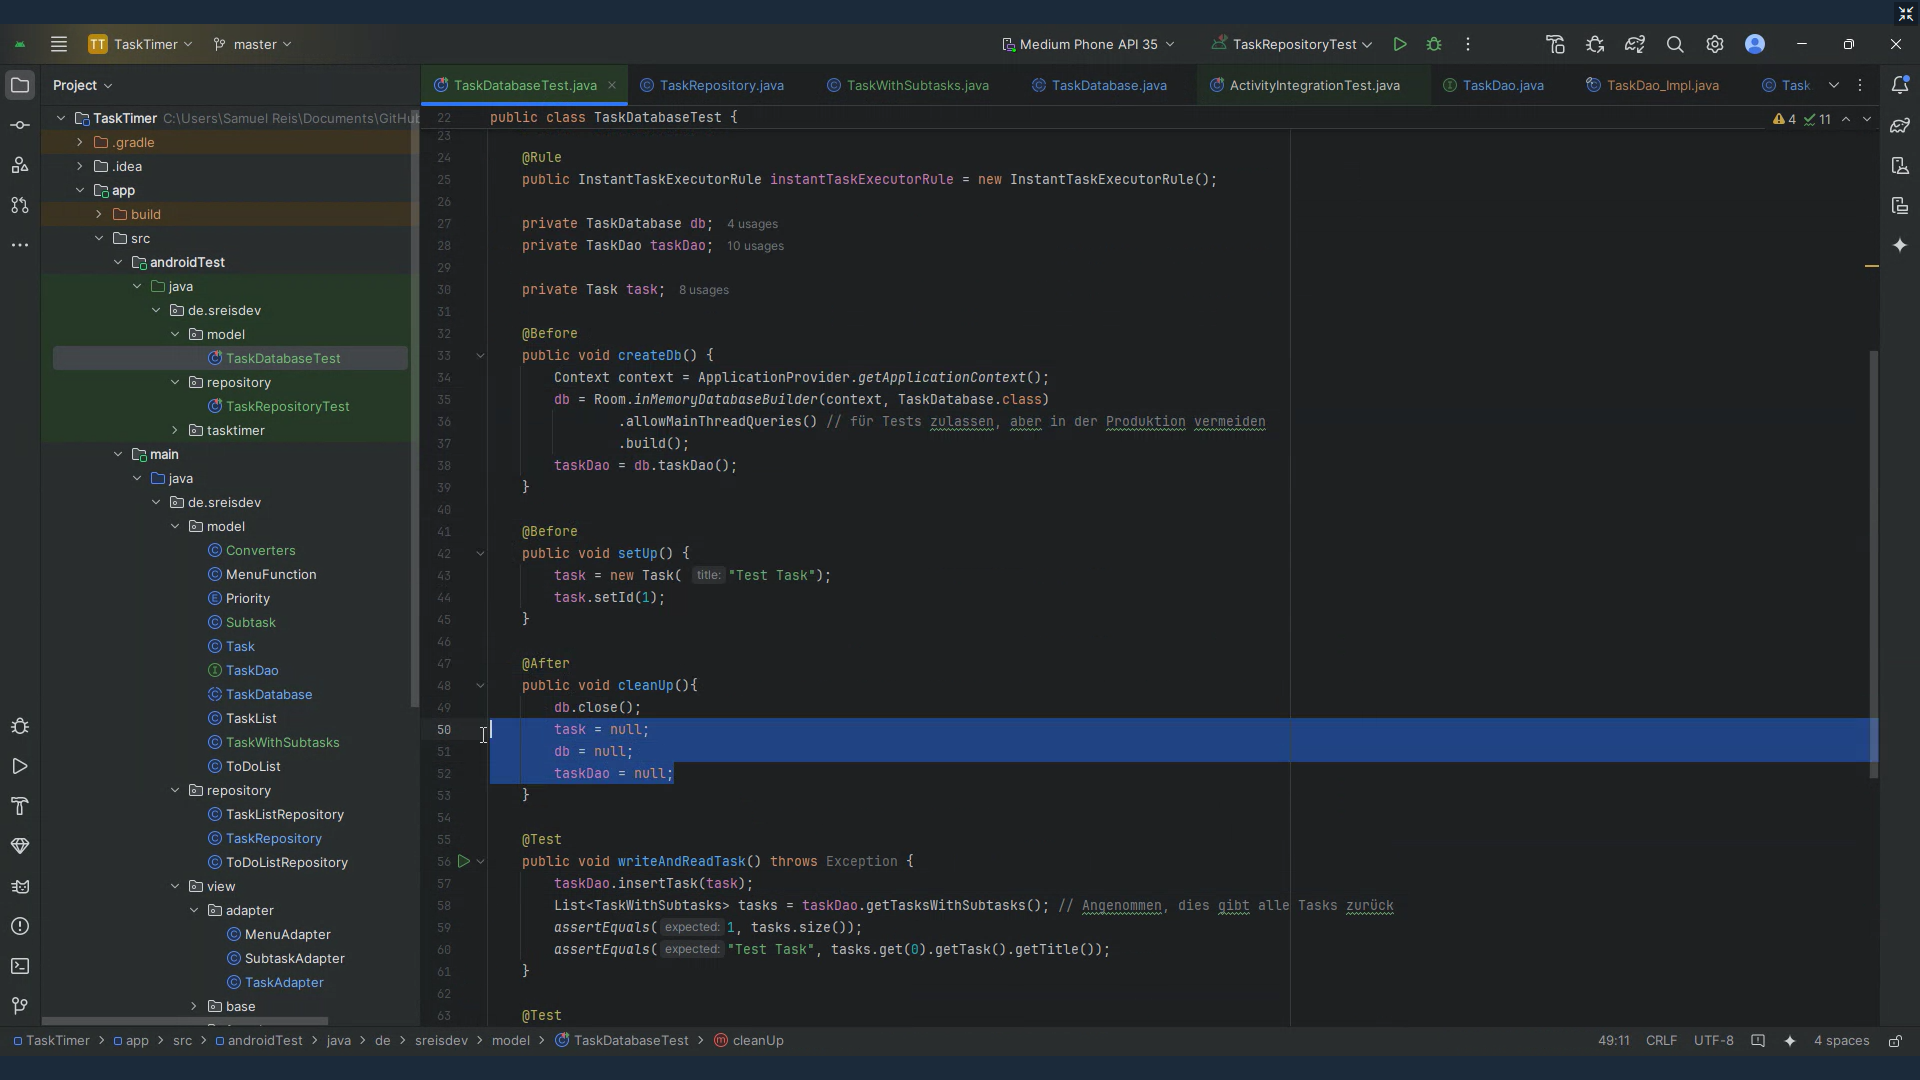 TT TaskTimer master Medium Phone API 35 TaskRepositoryTest
Project
TaskDatabaseTest.java TaskRepository.java TaskWithSubtasks.java TaskDatabase.java ActivityIntegrationTest.java TaskDao.java TaskDao_Impl.java Task
TaskTimer C:\Users\Samuel Reis\Documents\GitHub
.gradle
.idea
app
build
src
androidTest
java
de.sreisdev
model
TaskDatabaseTest
repository
TaskRepositoryTest
tasktimer
main
java
de.sreisdev
model
Converters
MenuFunction
Priority
Subtask
Task
TaskDao
TaskDatabase
TaskList
TaskWithSubtasks
ToDoList
repository
TaskListRepository
TaskRepository
ToDoListRepository
view
adapter
MenuAdapter
SubtaskAdapter
TaskAdapter
base
22 public class TaskDatabaseTest { 4 11
23
24 @Rule
25 public InstantTaskExecutorRule instantTaskExecutorRule = new InstantTaskExecutorRule();
26
27 private TaskDatabase db; 4 usages
28 private TaskDao taskDao; 10 usages
29
30 private Task task; 8 usages
31
32 @Before
33 public void createDb() {
34 Context context = ApplicationProvider.getApplicationContext();
35 db = Room.inMemoryDatabaseBuilder(context, TaskDatabase.class)
36 .allowMainThreadQueries() // für Tests zulassen, aber in der Produktion vermeiden
37 .build();
38 taskDao = db.taskDao();
39 }
40
41 @Before
42 public void setUp() {
43 task = new Task( title: "Test Task");
44 task.setId(1);
45 }
46
47 @After
48 public void cleanUp(){
49 db.close();
50 task = null;
51 db = null;
52 taskDao = null;
53 }
54
55 @Test
56 public void writeAndReadTask() throws Exception {
57 taskDao.insertTask(task);
58 List<TaskWithSubtasks> tasks = taskDao.getTasksWithSubtasks(); // Angenommen, dies gibt alle Tasks zurück
59 assertEquals( expected: 1, tasks.size());
60 assertEquals( expected: "Test Task", tasks.get(0).getTask().getTitle());
61 }
62
63 @Test
TaskTimer > app > src > androidTest > java > de > sreisdev > model > TaskDatabaseTest > cleanUp 49:11 CRLF UTF-8 4 spaces